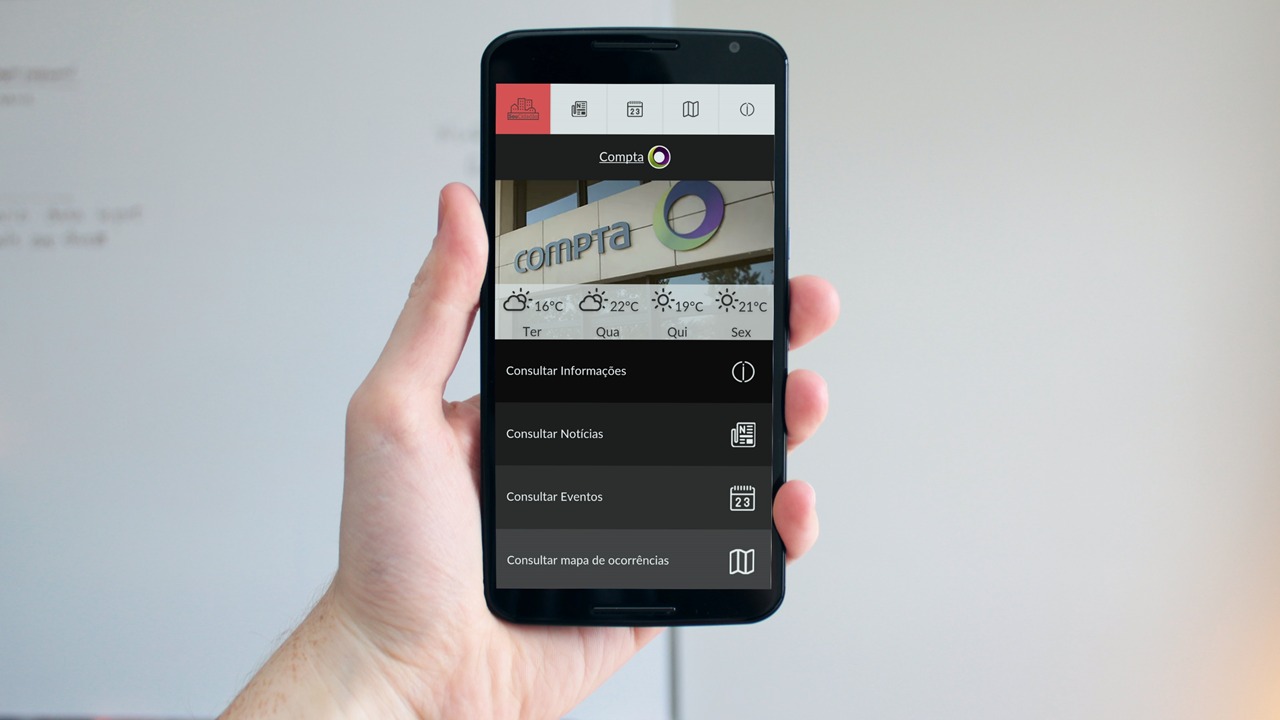 23
Compta
compta
16°C 22°C 19°C 21°C
Ter Qua Qui Sex
Consultar Informações
Consultar Notícias
N
Consultar Eventos
23
Consultar mapa de ocorrências